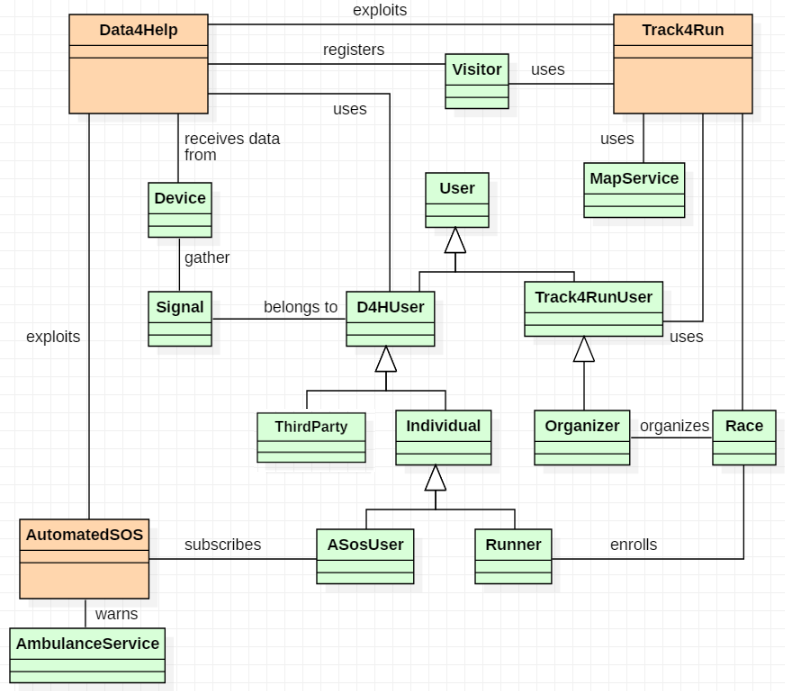 exploits
Data4Help
Track4Run
registers
Visitor
uses
uses
receives data
from
uses
MapService
User
Device
gather
Signal
belongs to
D4HUser
Track4RunUser
exploits
uses
ThirdParty
Individual
Organizer
organizes
Race
AutomatedSOS
subscribes
ASosUser
Runner
enrolls
warns
AmbulanceService